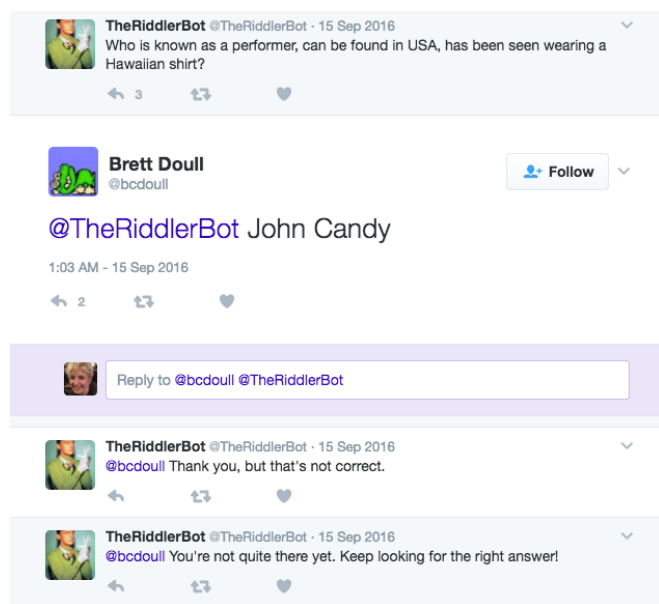 TheRiddlerBot @TheRiddlerBot · 15 Sep 2016
Who is known as a performer, can be found in USA, has been seen wearing a
Hawaiian shirt?
3
Brett Doull
@bcdoull
Follow
@TheRiddlerBot John Candy
1:03 AM - 15 Sep 2016
2
Reply to @bcdoull @TheRiddlerBot
TheRiddlerBot @TheRiddlerBot · 15 Sep 2016
@bcdoull Thank you, but that's not correct.
TheRiddlerBot @TheRiddlerBot · 15 Sep 2016
@bcdoull You're not quite there yet. Keep looking for the right answer!